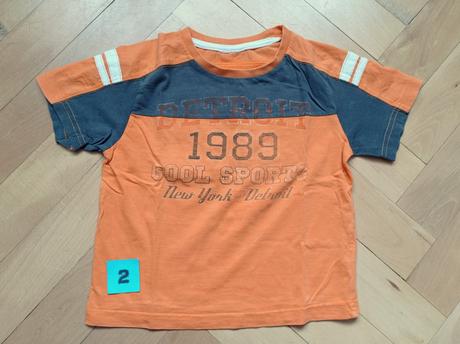 DETROIT
1989
COOL SPORTS
New York - Detroit
2